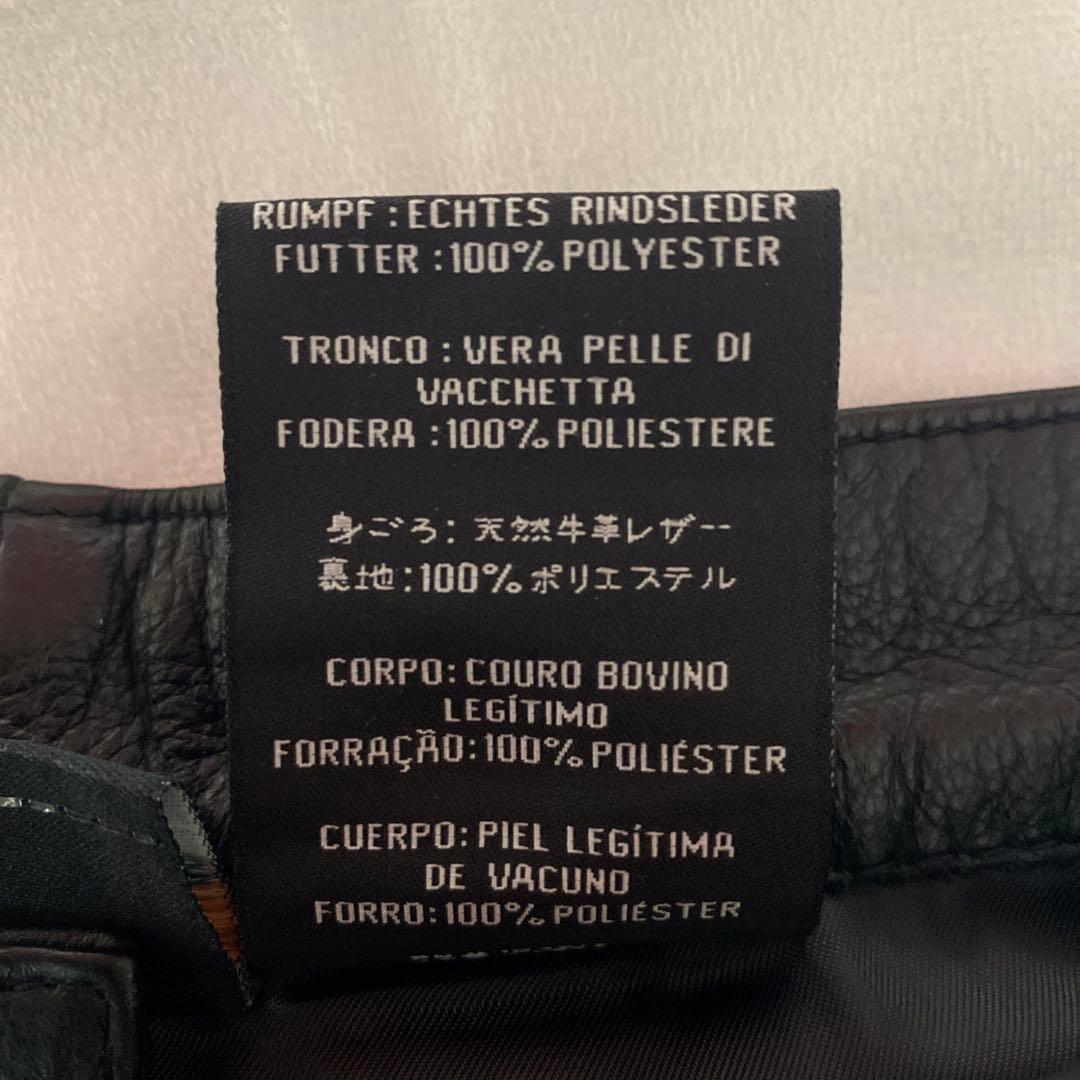 RUMPF : ECHTES RINDSLEDER
FUTTER : 100% POLYESTER
TRONCO : VERA PELLE DI
VACCHETTA
FODERA : 100% POLIESTERE
身ごろ: 天然牛革レザー
裏地: 100% ポリエステル
CORPO: COURO BOVINO
LEGÍTIMO
FORRAÇÃO: 100% POLIÉSTER
CUERPO: PIEL LEGÍTIMA
DE VACUNO
FORRO: 100% POLIÉSTER